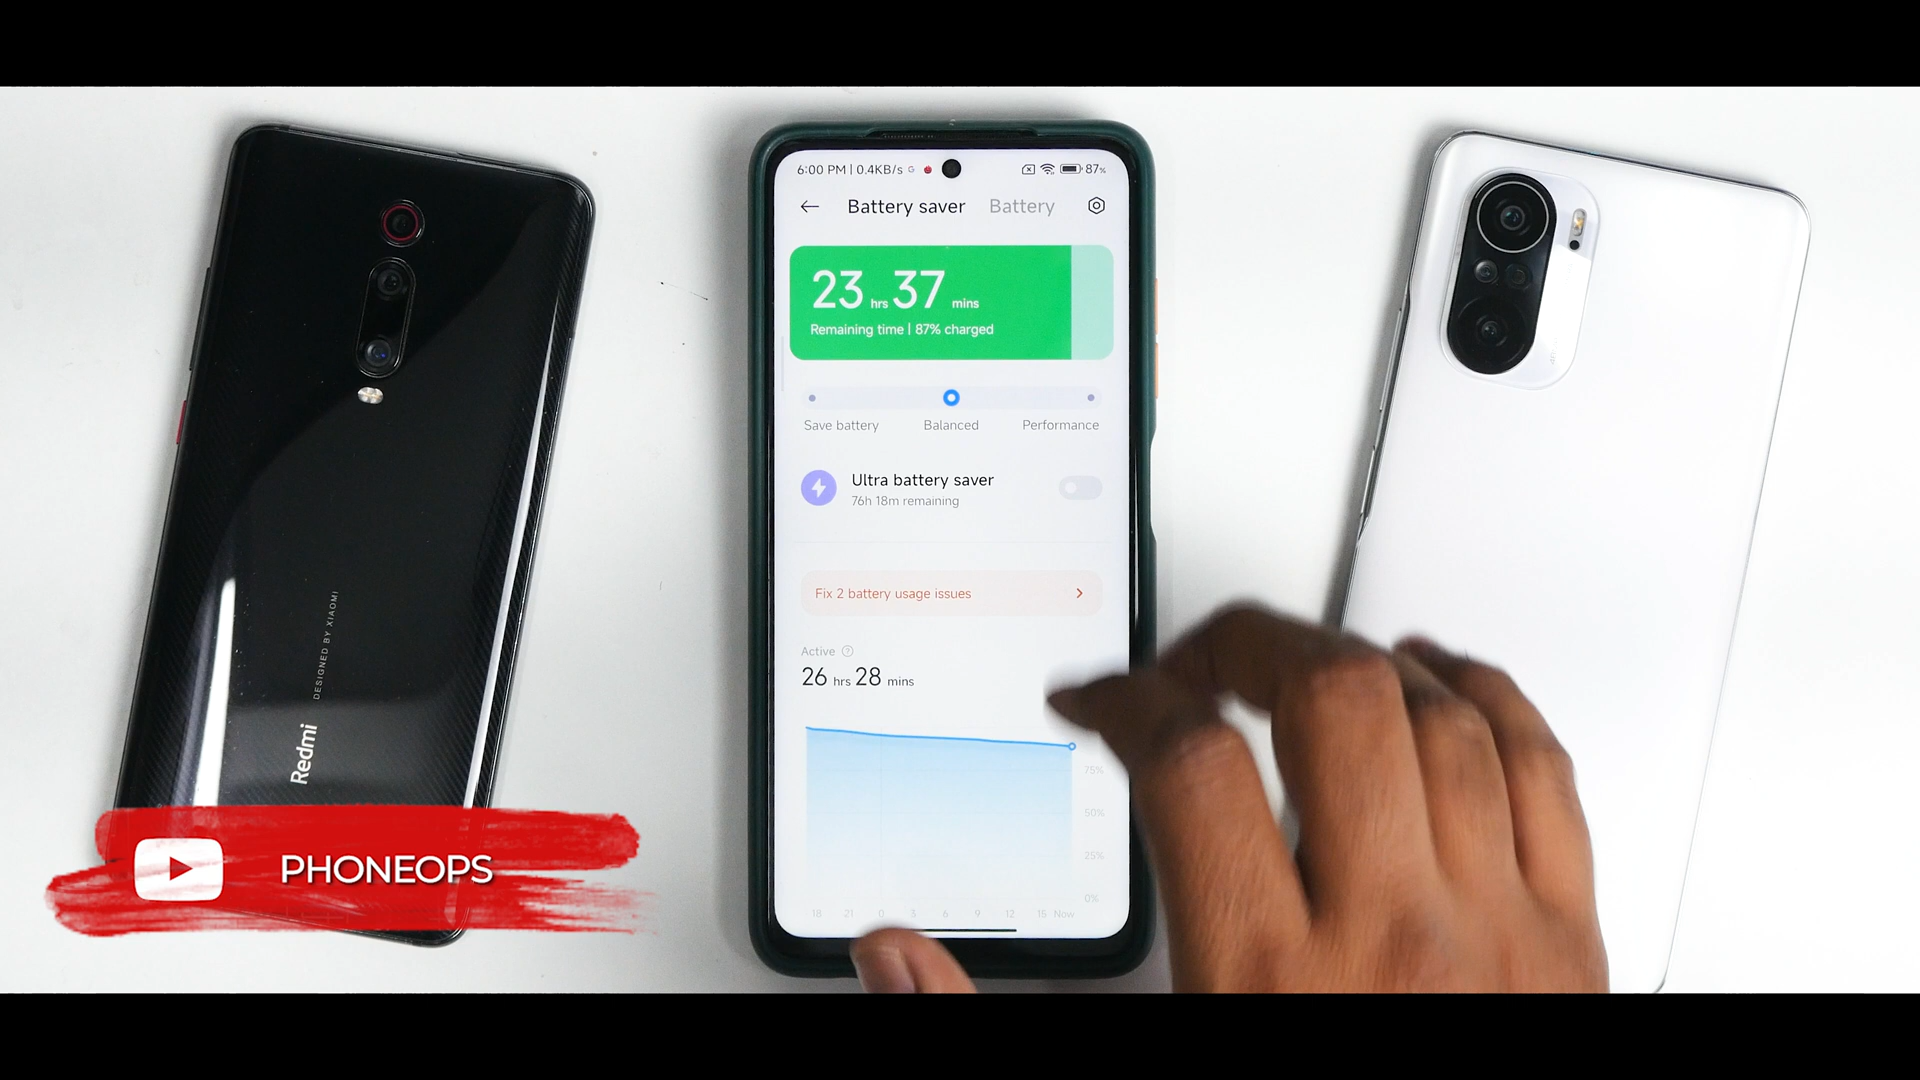 6:00 PM | 0.4KB/s G
87%
Battery saver Battery
23 hrs 37 mins
Remaining time | 87% charged
Save battery Balanced Performance
Ultra battery saver
76h 18m remaining
Fix 2 battery usage issues
Active ?
26 hrs 28 mins
75%
50%
25%
0%
18 21 0 3 6 9 12 15 Now
Redmi
DESIGNED BY XIAOMI
PHONEOPS